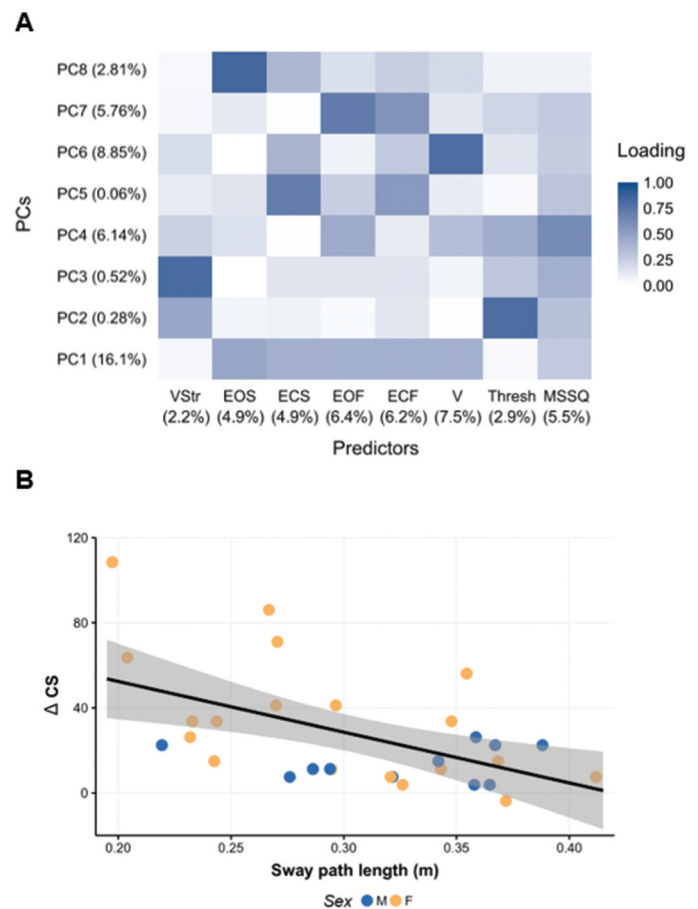 A
PC8 (2.81%)
PC7 (5.76%)
PC6 (8.85%)
PC5 (0.06%)
PC4 (6.14%)
PC3 (0.52%)
PC2 (0.28%)
PC1 (16.1%)
PCs
VStr EOS ECS EOF ECF V Thresh MSSQ
(2.2%) (4.9%) (4.9%) (6.4%) (6.2%) (7.5%) (2.9%) (5.5%)
Predictors
Loading
1.00
0.75
0.50
0.25
0.00
B
120
80
40
0
Δ CS
0.20 0.25 0.30 0.35 0.40
Sway path length (m)
Sex M F